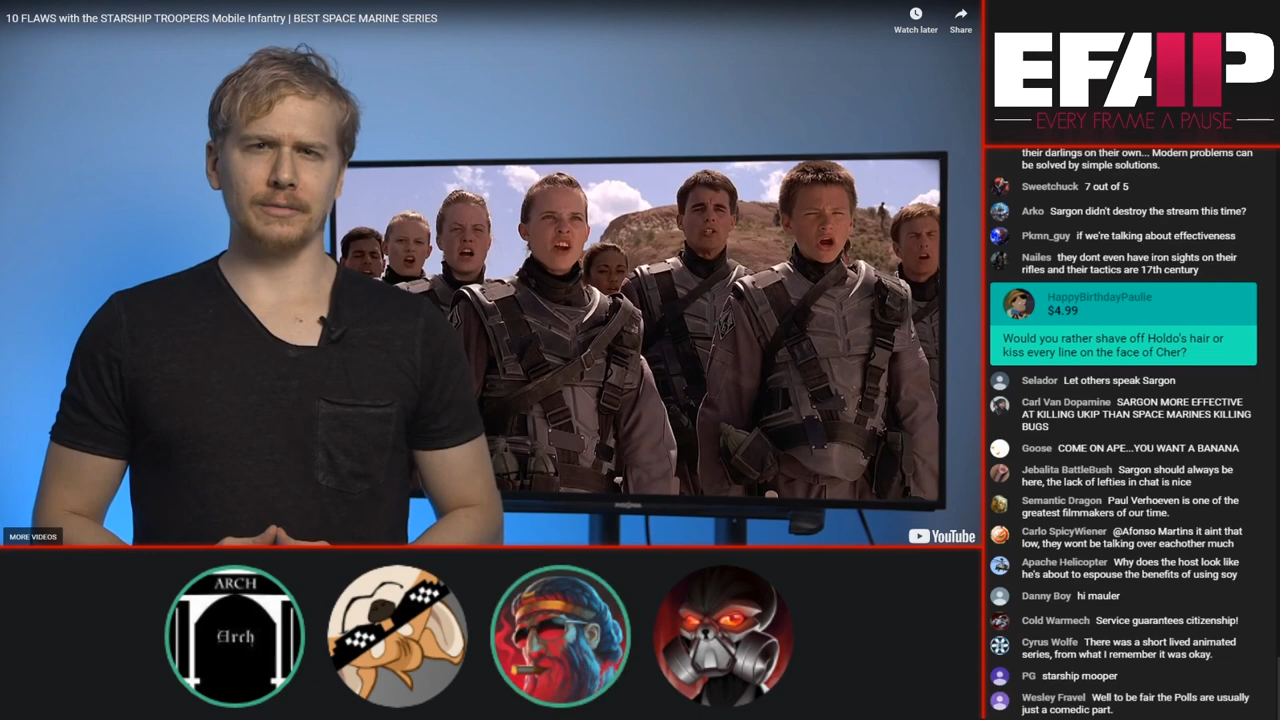 10 FLAWS with the STARSHIP TROOPERS Mobile Infantry | BEST SPACE MARINE SERIES
Watch later
Share
MORE VIDEOS
YouTube
ARCH
Arch
EFAP
EVERY FRAME A PAUSE
their darlings on their own... Modern problems can
be solved by simple solutions.
Sweetchuck 7 out of 5
Arko Sargon didn't destroy the stream this time?
Pkmn_guy if we're talking about effectiveness
Nailes they dont even have iron sights on their
rifles and their tactics are 17th century
HappyBirthdayPaulie
$4.99
Would you rather shave off Holdo's hair or
kiss every line on the face of Cher?
Selador Let others speak Sargon
Carl Van Dopamine SARGON MORE EFFECTIVE
AT KILLING UKIP THAN SPACE MARINES KILLING
BUGS
Goose COME ON APE...YOU WANT A BANANA
Jebalita BattleBush Sargon should always be
here, the lack of lefties in chat is nice
Semantic Dragon Paul Verhoeven is one of the
greatest filmmakers of our time.
Carlo SpicyWiener @Afonso Martins it aint that
low, they wont be talking over eachother much
Apache Helicopter Why does the host look like
he's about to espouse the benefits of using soy
Danny Boy hi mauler
Cold Warmech Service guarantees citizenship!
Cyrus Wolfe There was a short lived animated
series, from what I remember it was okay.
PG starship mooper
Wesley Fravel Well to be fair the Polls are usually
just a comedic part.